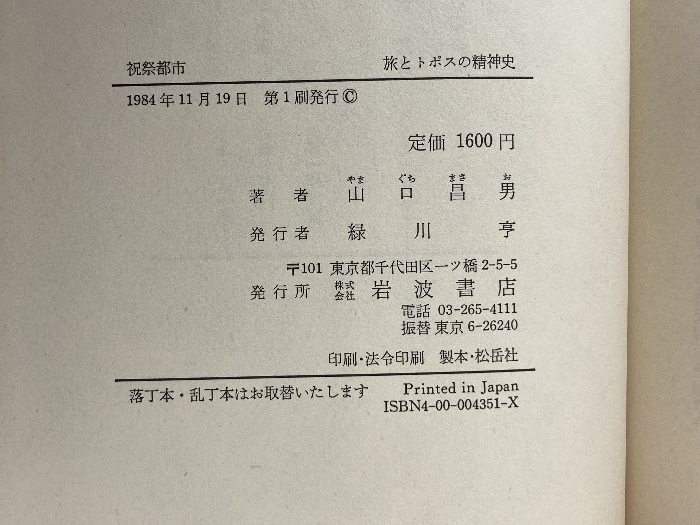 祝祭都市　旅とトポスの精神史
1984年11月19日　第1刷発行Ⓒ
定価 1600円
やま ぐち まさ お
著者　山口昌男
発行者　緑川亨
〒101 東京都千代田区一ツ橋2-5-5
発行所　株式会社 岩波書店
電話 03-265-4111
振替 東京6-26240
印刷・法令印刷　製本・松岳社
落丁本・乱丁本はお取替いたします　Printed in Japan
ISBN4-00-004351-X